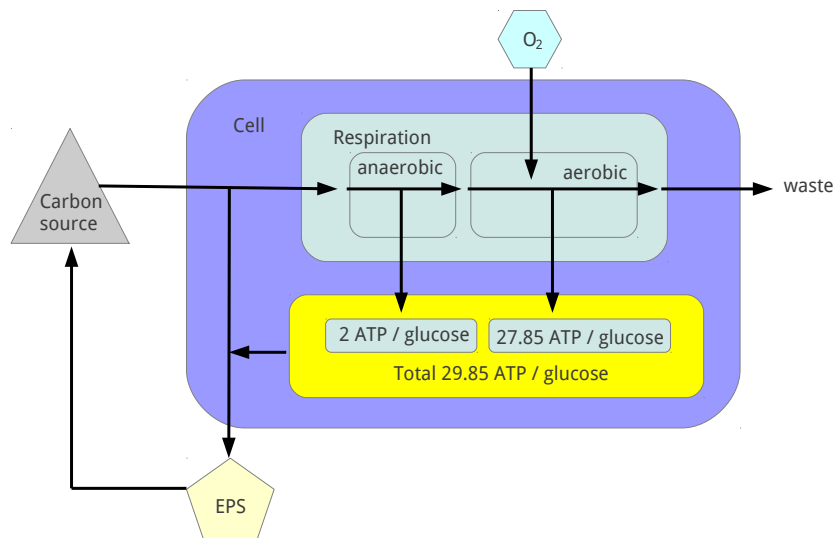 O₂
Cell
Respiration
anaerobic
aerobic
waste
Carbon
source
2 ATP / glucose
27.85 ATP / glucose
Total 29.85 ATP / glucose
EPS